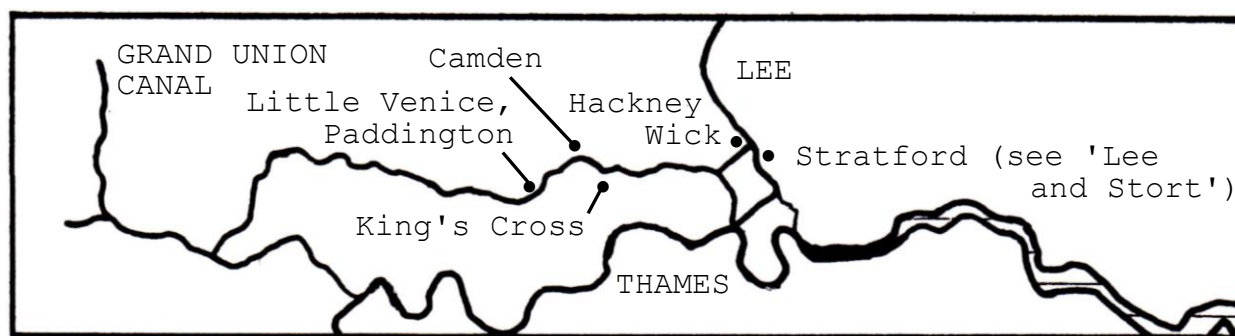 GRAND UNION
CANAL
Camden
Little Venice,
Paddington
Hackney
Wick
LEE
Stratford (see 'Lee
and Stort')
King's Cross
THAMES